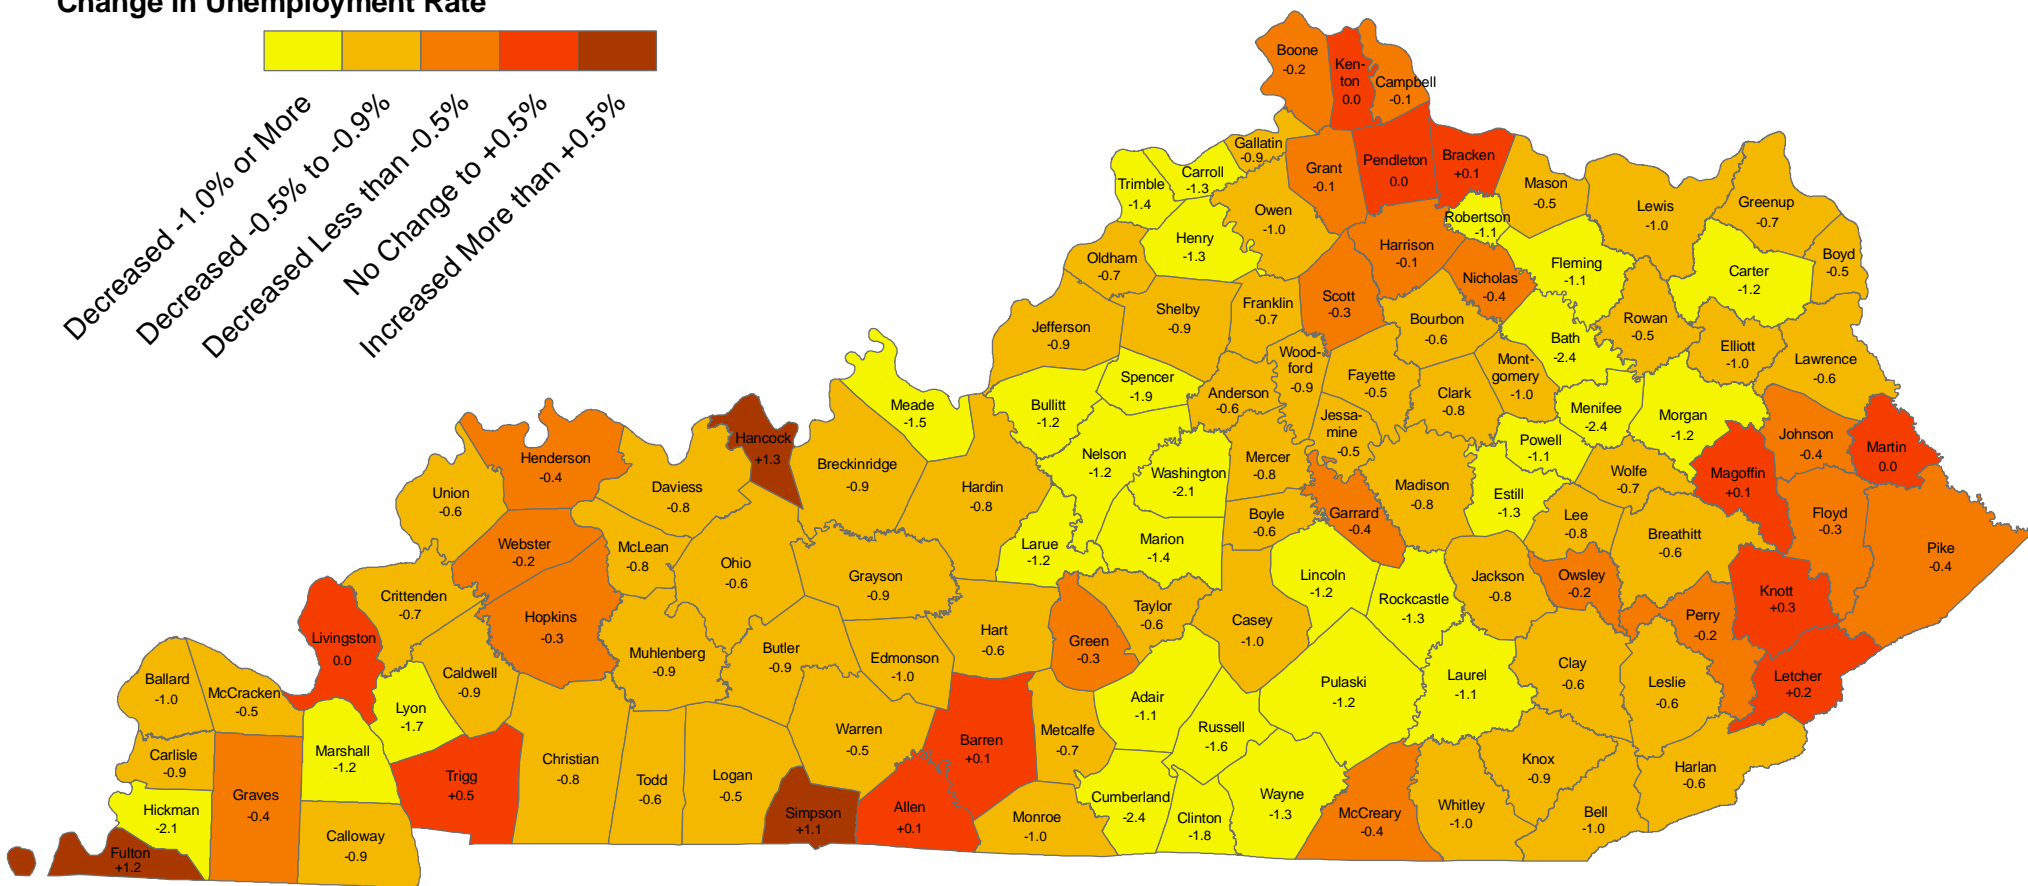 Change in Unemployment Rate
Decreased -1.0% or More
Decreased -0.5% to -0.9%
Decreased Less than -0.5%
No Change to +0.5%
Increased More than +0.5%
Boone
-0.2
Ken-
ton
0.0
Campbell
-0.1
Gallatin
-0.9
Grant
-0.1
Pendleton
0.0
Bracken
+0.1
Carroll
-1.3
Trimble
-1.4
Owen
-1.0
Mason
-0.5
Robertson
-1.1
Lewis
-1.0
Greenup
-0.7
Henry
-1.3
Harrison
-0.1
Oldham
-0.7
Nicholas
-0.4
Fleming
-1.1
Carter
-1.2
Boyd
-0.5
Jefferson
-0.9
Shelby
-0.9
Franklin
-0.7
Scott
-0.3
Bourbon
-0.6
Bath
-2.4
Rowan
-0.5
Elliott
-1.0
Lawrence
-0.6
Meade
-1.5
Bullitt
-1.2
Spencer
-1.9
Anderson
-0.6
Wood-
ford
-0.9
Fayette
-0.5
Clark
-0.8
Mont-
gomery
-1.0
Menifee
-2.4
Morgan
-1.2
Johnson
-0.4
Martin
0.0
Jessa-
mine
-0.5
Powell
-1.1
Magoffin
+0.1
Henderson
-0.4
Hancock
+1.3
Breckinridge
-0.9
Nelson
-1.2
Washington
-2.1
Mercer
-0.8
Union
-0.6
Daviess
-0.8
Hardin
-0.8
Madison
-0.8
Estill
-1.3
Wolfe
-0.7
Boyle
-0.6
Garrard
-0.4
Lee
-0.8
Breathitt
-0.6
Floyd
-0.3
Pike
-0.4
Webster
-0.2
McLean
-0.8
Ohio
-0.6
Grayson
-0.9
Larue
-1.2
Marion
-1.4
Lincoln
-1.2
Rockcastle
-1.3
Jackson
-0.8
Owsley
-0.2
Knott
+0.3
Crittenden
-0.7
Hopkins
-0.3
Taylor
-0.6
Casey
-1.0
Perry
-0.2
Livingston
0.0
Muhlenberg
-0.9
Butler
-0.9
Edmonson
-1.0
Hart
-0.6
Green
-0.3
Ballard
-1.0
McCracken
-0.5
Caldwell
-0.9
Lyon
-1.7
Adair
-1.1
Pulaski
-1.2
Laurel
-1.1
Clay
-0.6
Leslie
-0.6
Letcher
+0.2
Carlisle
-0.9
Marshall
-1.2
Christian
-0.8
Warren
-0.5
Barren
+0.1
Metcalfe
-0.7
Russell
-1.6
Trigg
+0.5
Todd
-0.6
Logan
-0.5
Knox
-0.9
Harlan
-0.6
Hickman
-2.1
Graves
-0.4
Simpson
+1.1
Allen
+0.1
Monroe
-1.0
Cumberland
-2.4
Clinton
-1.8
Wayne
-1.3
McCreary
-0.4
Whitley
-1.0
Bell
-1.0
Fulton
+1.2
Calloway
-0.9